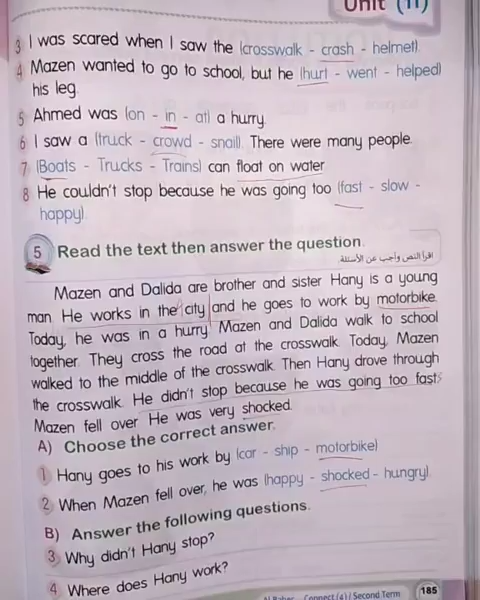 Unit (11)
3 I was scared when I saw the (crosswalk - crash - helmet).
4 Mazen wanted to go to school, but he (hurt - went - helped)
his leg.
5 Ahmed was (on - in - at) a hurry.
6 I saw a (truck - crowd - snail). There were many people.
7 (Boats - Trucks - Trains) can float on water.
8 He couldn't stop because he was going too (fast - slow -
happy).
5 Read the text then answer the question.
اقرأ النص وأجب عن الأسئلة
Mazen and Dalida are brother and sister Hany is a young
man. He works in the city and he goes to work by motorbike.
Today, he was in a hurry. Mazen and Dalida walk to school
together. They cross the road at the crosswalk. Today, Mazen
walked to the middle of the crosswalk. Then Hany drove through
the crosswalk. He didn't stop because he was going too fast.
Mazen fell over He was very shocked.
A) Choose the correct answer.
1 Hany goes to his work by (car - ship - motorbike)
2 When Mazen fell over, he was (happy - shocked - hungry).
B) Answer the following questions.
3 Why didn't Hany stop?
4 Where does Hany work?
Connect (4) / Second Term
185